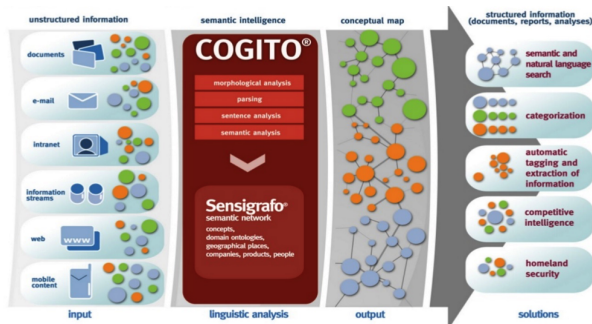 unstructured information
semantic intelligence
conceptual map
structured information
(documents, reports, analyses)
documents
e-mail
intranet
information
streams
web
www
mobile
content
input
COGITO®
morphological analysis
parsing
sentence analysis
semantic analysis
Sensigrafo®
semantic network
concepts,
domain ontologies,
geographical places,
companies, products, people
linguistic analysis
output
semantic and
natural language
search
categorization
automatic
tagging and
extraction of
information
competitive
intelligence
homeland
security
solutions